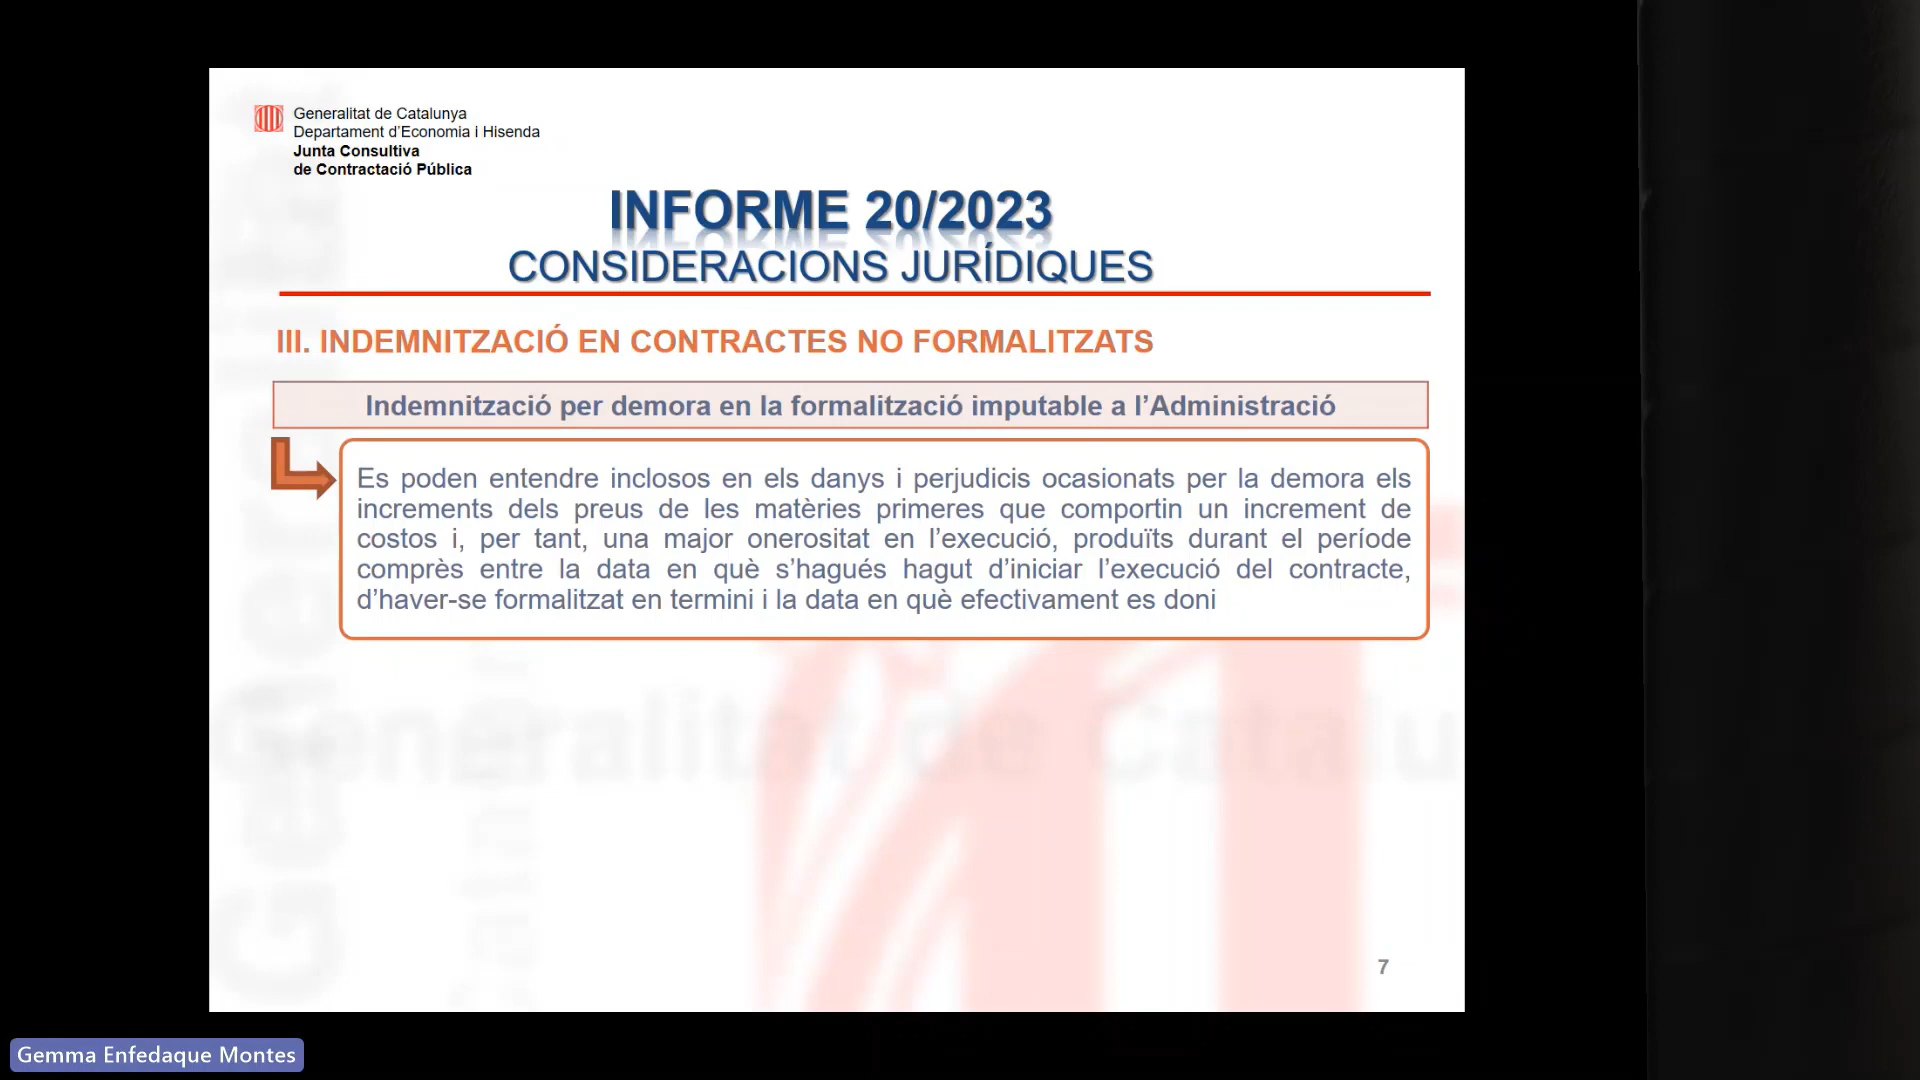 Generalitat de Catalunya
Departament d’Economia i Hisenda
Junta Consultiva
de Contractació Pública
INFORME 20/2023
CONSIDERACIONS JURÍDIQUES
III. INDEMNITZACIÓ EN CONTRACTES NO FORMALITZATS
Indemnització per demora en la formalització imputable a l’Administració
Es poden entendre inclosos en els danys i perjudicis ocasionats per la demora els
increments dels preus de les matèries primeres que comportin un increment de
costos i, per tant, una major onerositat en l’execució, produïts durant el període
comprès entre la data en què s’hagués hagut d’iniciar l’execució del contracte,
d’haver-se formalitzat en termini i la data en què efectivament es doni
Generalitat de Catalu
7
Gemma Enfedaque Montes